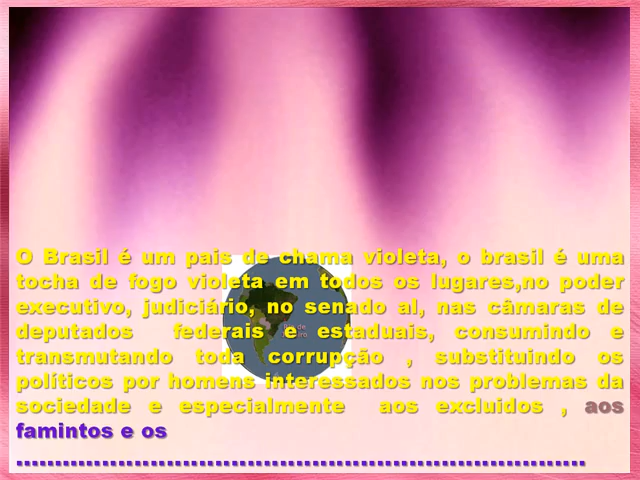 O Brasil é um pais de chama violeta, o brasil é uma
tocha de fogo violeta em todos os lugares,no poder
executivo, judiciário, no senado al, nas câmaras de
deputados federais e estaduais, consumindo e
transmutando toda corrupção , substituindo os
políticos por homens interessados nos problemas da
sociedade e especialmente aos excluidos , aos
famintos e os
......................................................................